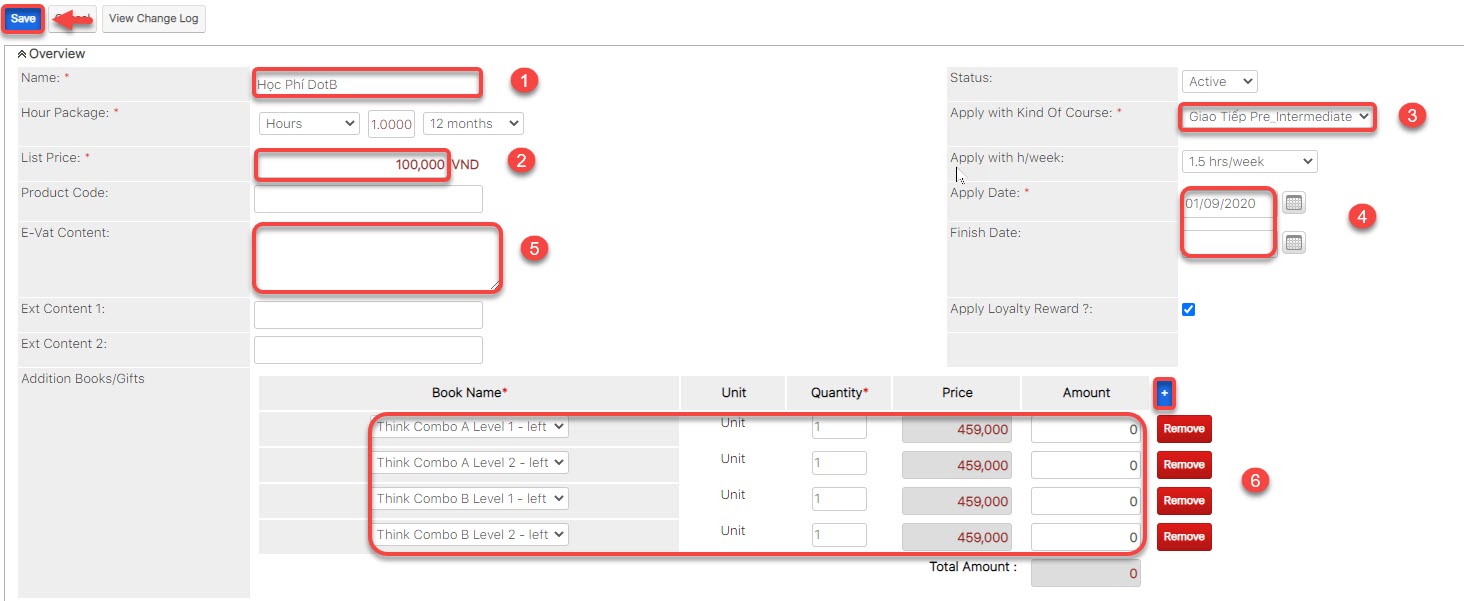 Save View Change Log
Overview
Name: *
Học Phí DotB
1
Hour Package: *
Hours
1.0000
12 months
List Price: *
100,000 VND
2
Product Code:
E-Vat Content:
5
Ext Content 1:
Ext Content 2:
Status:
Active
Apply with Kind Of Course: *
Giao Tiếp Pre_Intermediate
3
Apply with h/week:
1.5 hrs/week
Apply Date: *
01/09/2020
4
Finish Date:
Apply Loyalty Reward ?:
Addition Books/Gifts
Book Name* Unit Quantity* Price Amount +
Think Combo A Level 1 - left Unit 1 459,000 0 Remove
Think Combo A Level 2 - left Unit 1 459,000 0 Remove
Think Combo B Level 1 - left Unit 1 459,000 0 Remove
Think Combo B Level 2 - left Unit 1 459,000 0 Remove
6
Total Amount : 0